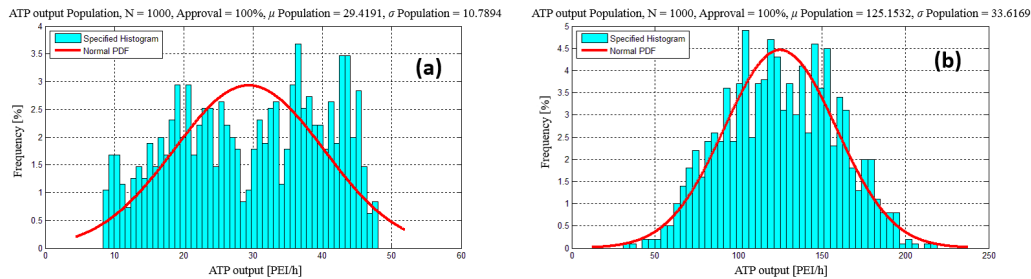 ATP output Population, N = 1000, Approval = 100%, μ Population = 29.4191, σ Population = 10.7894
Specified Histogram
Normal PDF
(a)
Frequency [%]
4
3.5
3
2.5
2
1.5
1
0.5
0
0 10 20 30 40 50 60
ATP output [PEI/h]
ATP output Population, N = 1000, Approval = 100%, μ Population = 125.1532, σ Population = 33.6169
Specified Histogram
Normal PDF
(b)
Frequency [%]
5
4.5
4
3.5
3
2.5
2
1.5
1
0.5
0
0 50 100 150 200 250
ATP output [PEI/h]